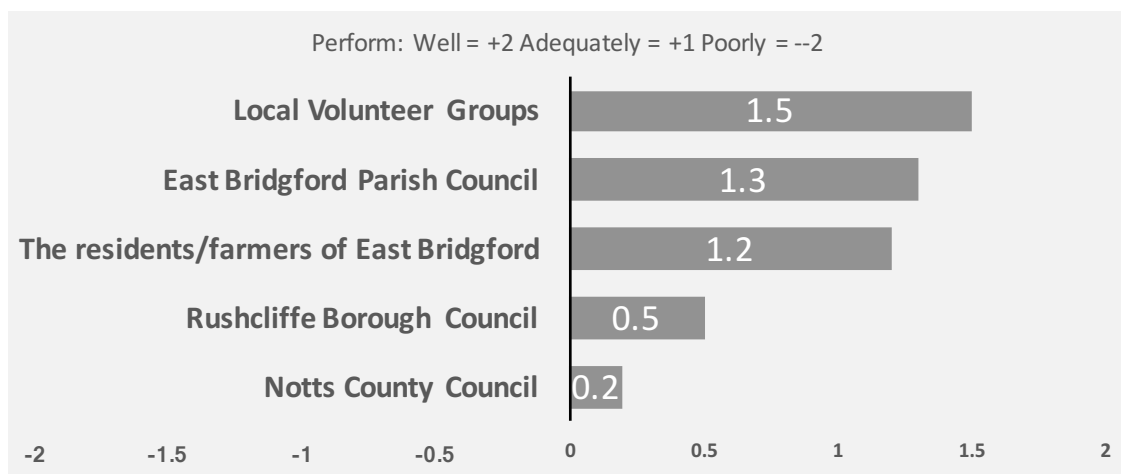 Perform: Well = +2 Adequately = +1 Poorly = --2
Local Volunteer Groups 1.5
East Bridgford Parish Council 1.3
The residents/farmers of East Bridgford 1.2
Rushcliffe Borough Council 0.5
Notts County Council 0.2
-2 -1.5 -1 -0.5 0 0.5 1 1.5 2